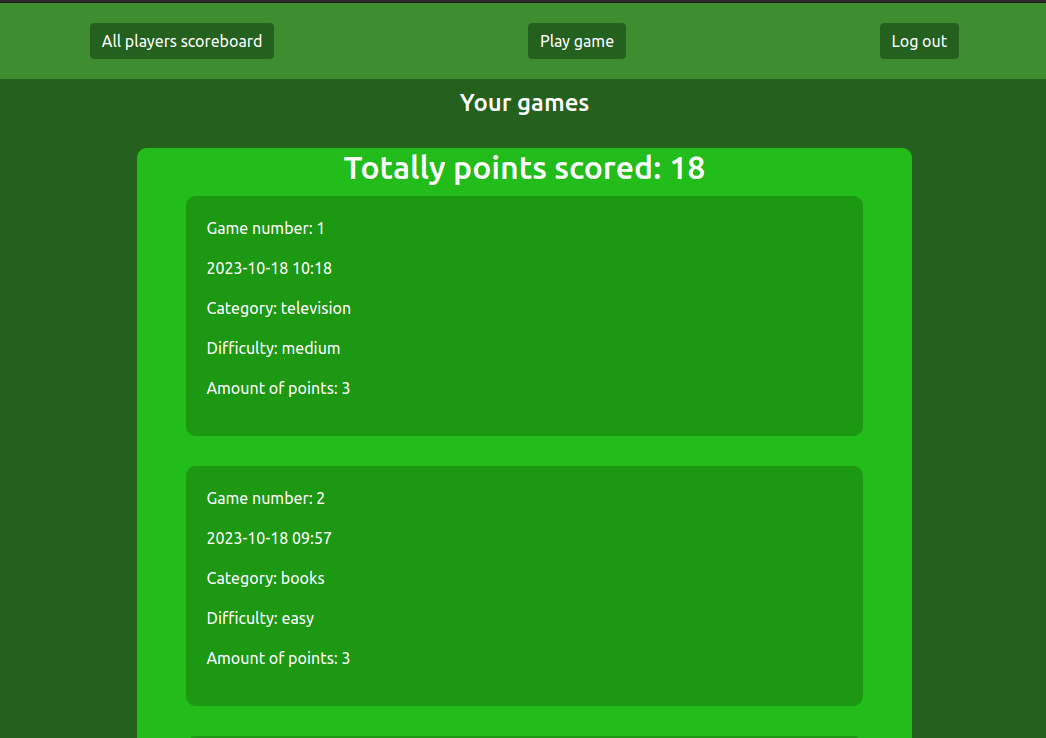 All players scoreboard
Play game
Log out
Your games
Totally points scored: 18
Game number: 1
2023-10-18 10:18
Category: television
Difficulty: medium
Amount of points: 3
Game number: 2
2023-10-18 09:57
Category: books
Difficulty: easy
Amount of points: 3